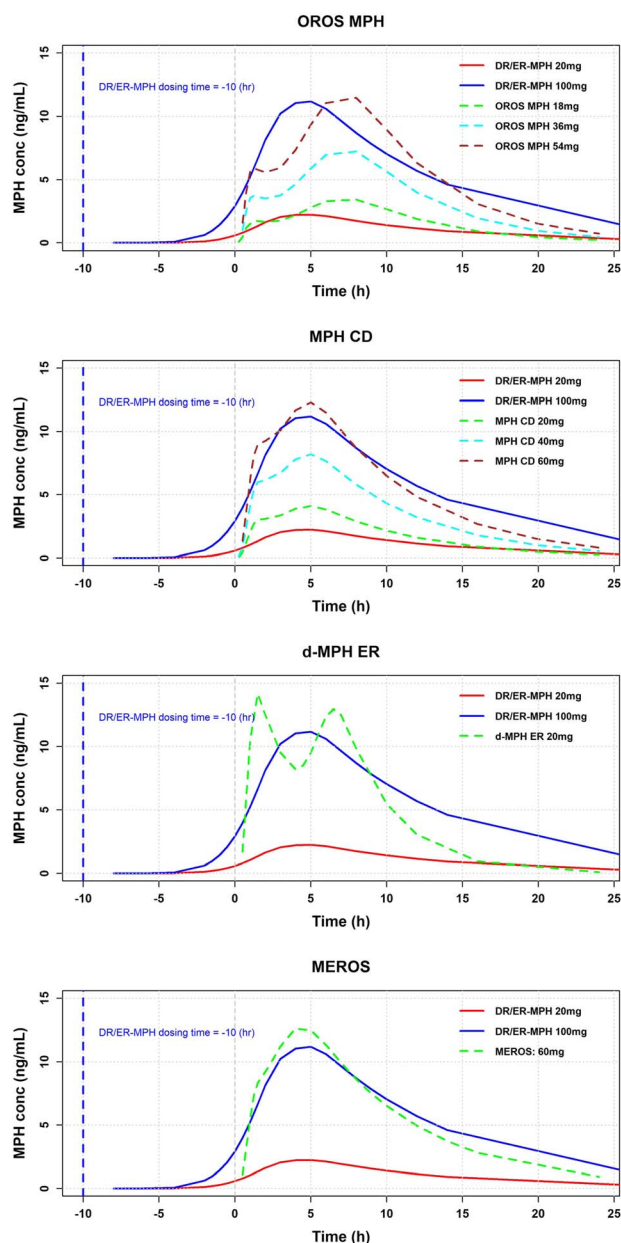 OROS MPH
MPH conc (ng/mL)
15
10
5
0
DR/ER-MPH dosing time = -10 (hr)
DR/ER-MPH 20mg
DR/ER-MPH 100mg
OROS MPH 18mg
OROS MPH 36mg
OROS MPH 54mg
-10 -5 0 5 10 15 20 25
Time (h)
MPH CD
MPH conc (ng/mL)
15
10
5
0
DR/ER-MPH dosing time = -10 (hr)
DR/ER-MPH 20mg
DR/ER-MPH 100mg
MPH CD 20mg
MPH CD 40mg
MPH CD 60mg
-10 -5 0 5 10 15 20 25
Time (h)
d-MPH ER
MPH conc (ng/mL)
15
10
5
0
DR/ER-MPH dosing time = -10 (hr)
DR/ER-MPH 20mg
DR/ER-MPH 100mg
d-MPH ER 20mg
-10 -5 0 5 10 15 20 25
Time (h)
MEROS
MPH conc (ng/mL)
15
10
5
0
DR/ER-MPH dosing time = -10 (hr)
DR/ER-MPH 20mg
DR/ER-MPH 100mg
MEROS: 60mg
-10 -5 0 5 10 15 20 25
Time (h)